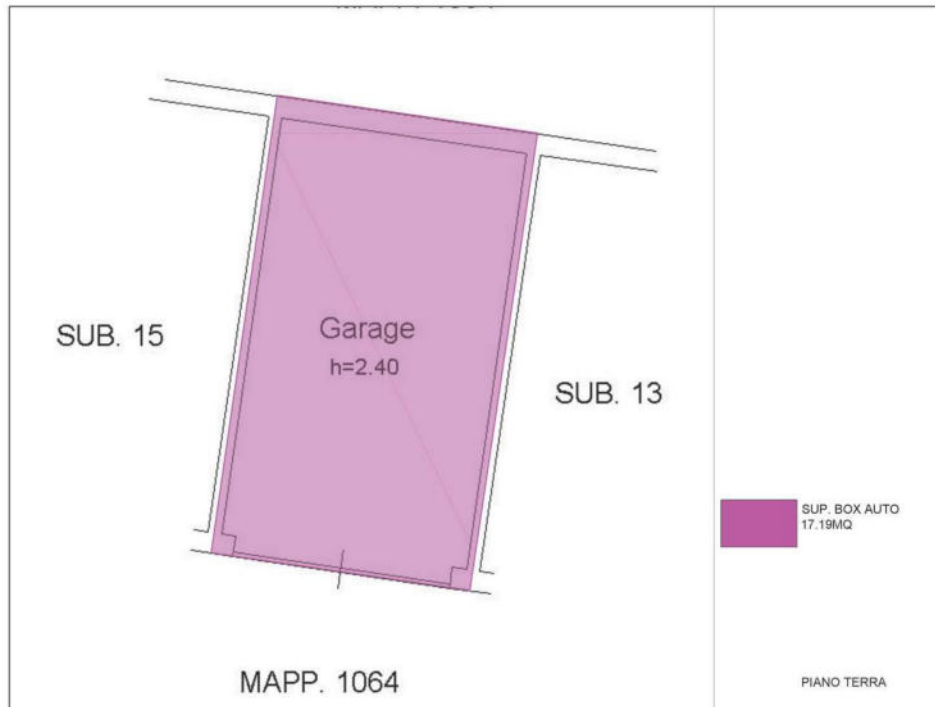 SUB. 15
Garage
h=2.40
SUB. 13
SUP. BOX AUTO
17.19MQ
MAPP. 1064
PIANO TERRA